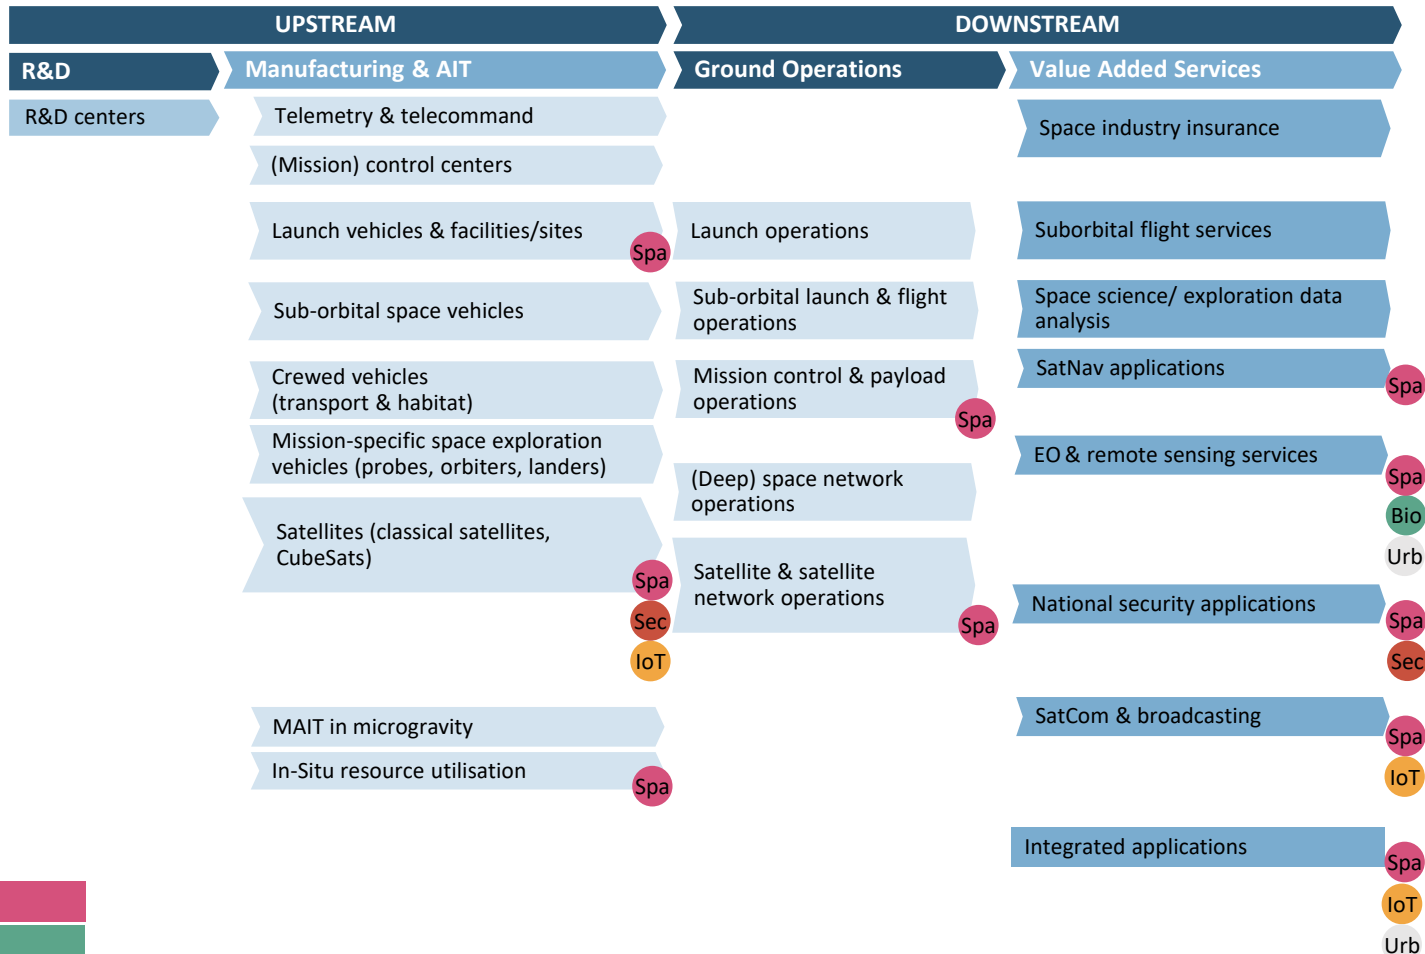 UPSTREAM
DOWNSTREAM
R&D
Manufacturing & AIT
Ground Operations
Value Added Services
R&D centers
Telemetry & telecommand
(Mission) control centers
Launch vehicles & facilities/sites
Spa
Sub-orbital space vehicles
Crewed vehicles
(transport & habitat)
Mission-specific space exploration
vehicles (probes, orbiters, landers)
Satellites (classical satellites,
CubeSats)
Spa
Sec
IoT
MAIT in microgravity
In-Situ resource utilisation
Spa
Launch operations
Sub-orbital launch & flight
operations
Mission control & payload
operations
Spa
(Deep) space network
operations
Satellite & satellite
network operations
Spa
Space industry insurance
Suborbital flight services
Space science/ exploration data
analysis
SatNav applications
Spa
EO & remote sensing services
Spa
Bio
Urb
National security applications
Spa
Sec
SatCom & broadcasting
Spa
IoT
Integrated applications
Spa
IoT
Urb